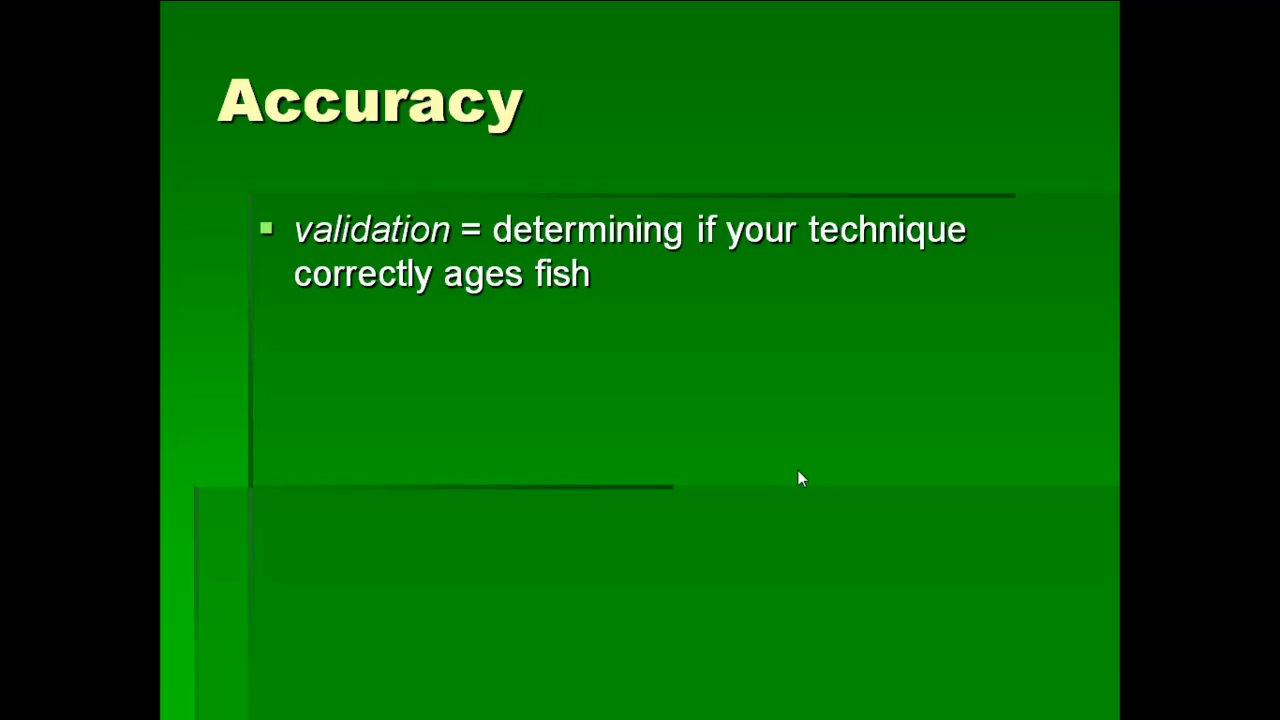 Accuracy
validation = determining if your technique
correctly ages fish